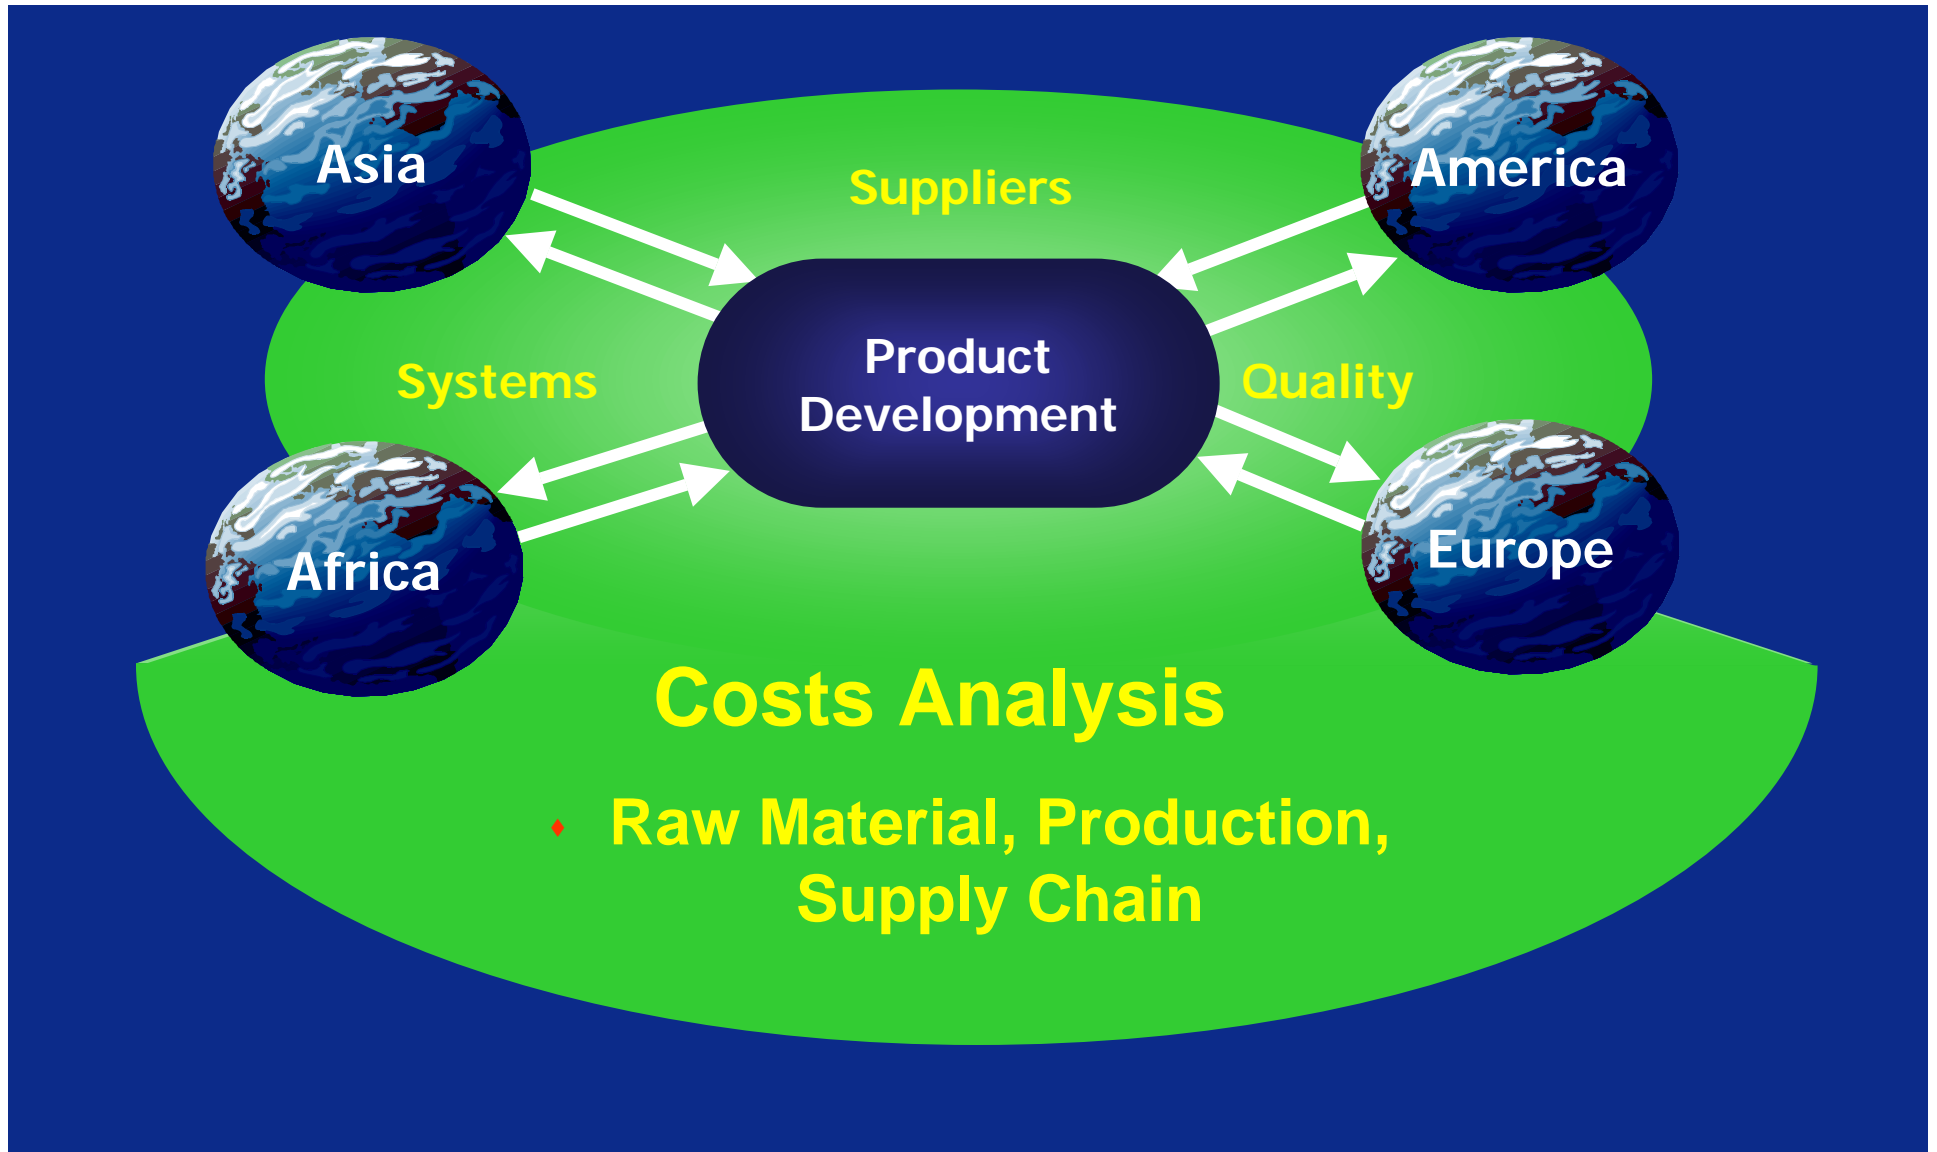 Asia
America
Suppliers
Product
Development
Systems
Quality
Africa
Europe
Costs Analysis
♦ Raw Material, Production,
Supply Chain